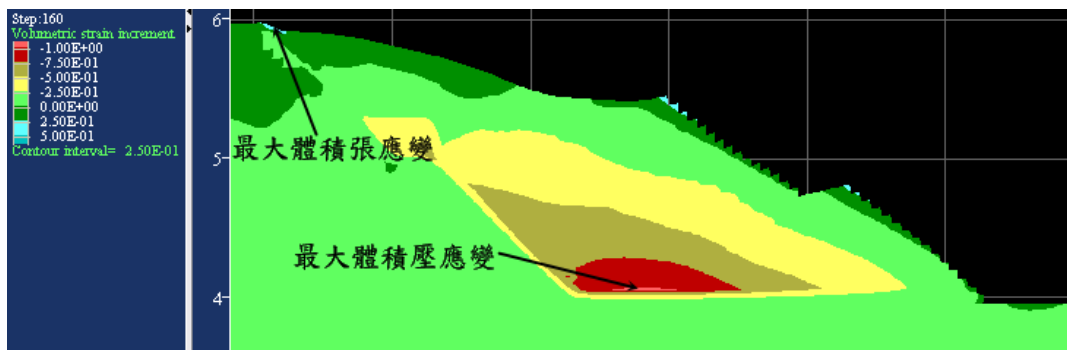 Step:160
Volumetric strain increment
-1.00E+00
-7.50E-01
-5.00E-01
-2.50E-01
0.00E+00
2.50E-01
5.00E-01
Contour interval= 2.50E-01
6
5
4
最大體積張應變
最大體積壓應變